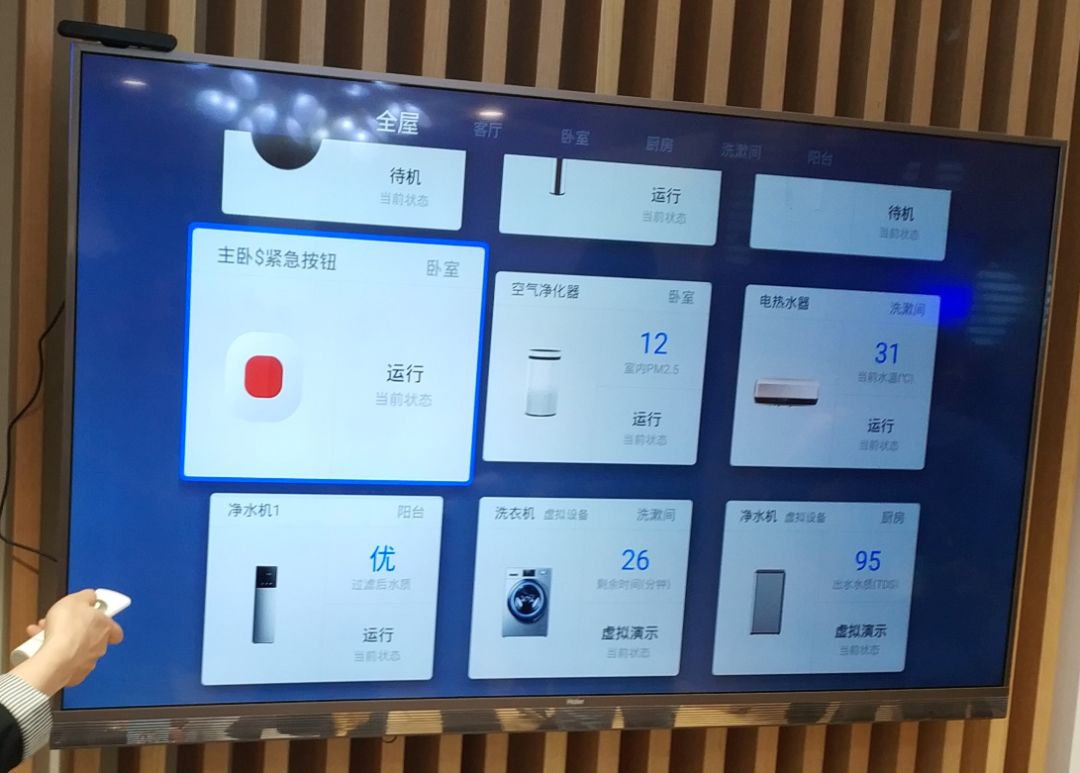 全屋 客厅 卧室 厨房 洗漱间 阳台
待机
当前状态
运行
当前状态
待机
当前状态
主卧$紧急按钮 卧室
运行
当前状态
空气净化器 卧室
12
室内PM2.5
运行
当前状态
电热水器 洗漱间
31
当前水温(℃)
运行
当前状态
净水机1 阳台
优
过滤后水质
运行
当前状态
洗衣机 虚拟设备 洗漱间
26
剩余时间(分钟)
虚拟演示
当前状态
净水机 虚拟设备 厨房
95
出水水质(TDS)
虚拟演示
当前状态
Haier